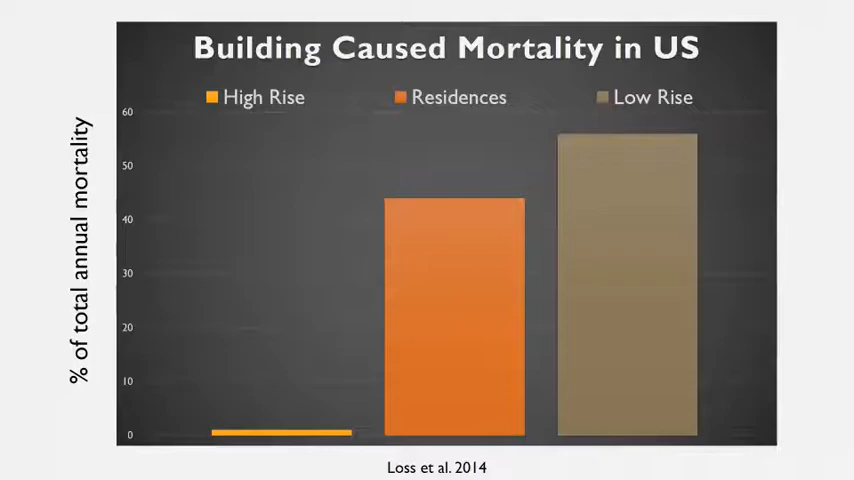 Building Caused Mortality in US
High Rise Residences Low Rise
% of total annual mortality
60
50
40
30
20
10
0
Loss et al. 2014